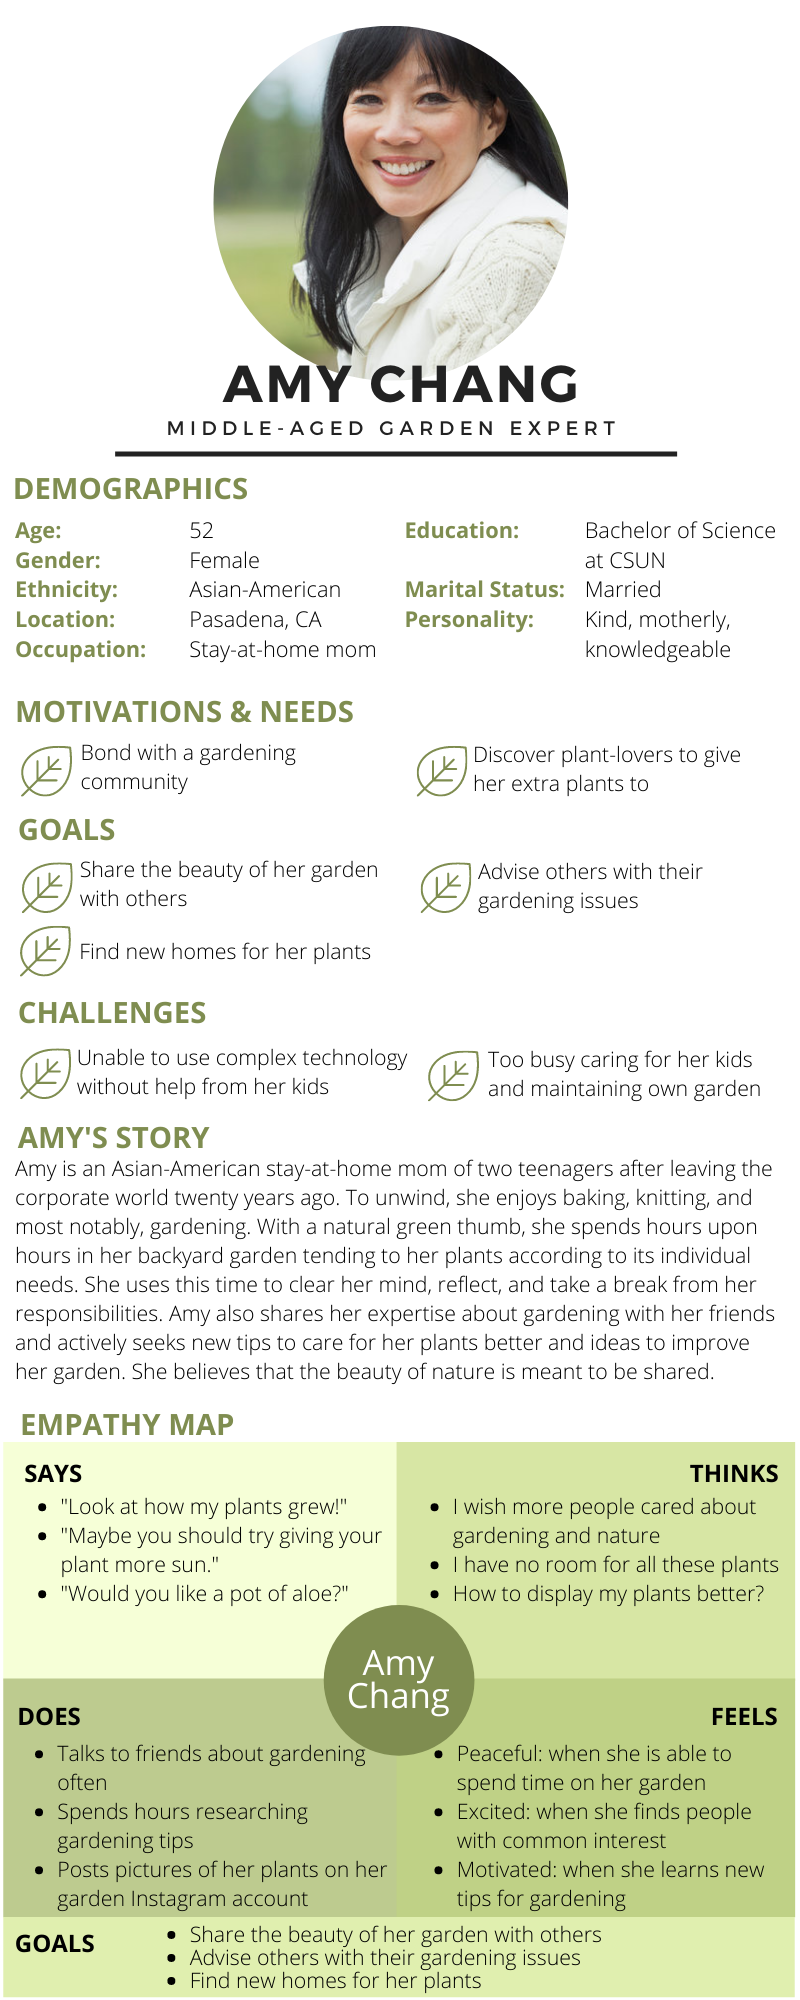 AMY CHANG
MIDDLE-AGED GARDEN EXPERT
DEMOGRAPHICS
Age: 52
Gender: Female
Ethnicity: Asian-American
Location: Pasadena, CA
Occupation: Stay-at-home mom
Education: Bachelor of Science
at CSUN
Marital Status: Married
Personality: Kind, motherly,
knowledgeable
MOTIVATIONS & NEEDS
Bond with a gardening
community
Discover plant-lovers to give
her extra plants to
GOALS
Share the beauty of her garden
with others
Advise others with their
gardening issues
Find new homes for her plants
CHALLENGES
Unable to use complex technology
without help from her kids
Too busy caring for her kids
and maintaining own garden
AMY'S STORY
Amy is an Asian-American stay-at-home mom of two teenagers after leaving the
corporate world twenty years ago. To unwind, she enjoys baking, knitting, and
most notably, gardening. With a natural green thumb, she spends hours upon
hours in her backyard garden tending to her plants according to its individual
needs. She uses this time to clear her mind, reflect, and take a break from her
responsibilities. Amy also shares her expertise about gardening with her friends
and actively seeks new tips to care for her plants better and ideas to improve
her garden. She believes that the beauty of nature is meant to be shared.
EMPATHY MAP
SAYS
• "Look at how my plants grew!"
• "Maybe you should try giving your
plant more sun."
• "Would you like a pot of aloe?"
THINKS
• I wish more people cared about
gardening and nature
• I have no room for all these plants
• How to display my plants better?
Amy
Chang
DOES
• Talks to friends about gardening
often
• Spends hours researching
gardening tips
• Posts pictures of her plants on her
garden Instagram account
FEELS
• Peaceful: when she is able to
spend time on her garden
• Excited: when she finds people
with common interest
• Motivated: when she learns new
tips for gardening
GOALS
• Share the beauty of her garden with others
• Advise others with their gardening issues
• Find new homes for her plants